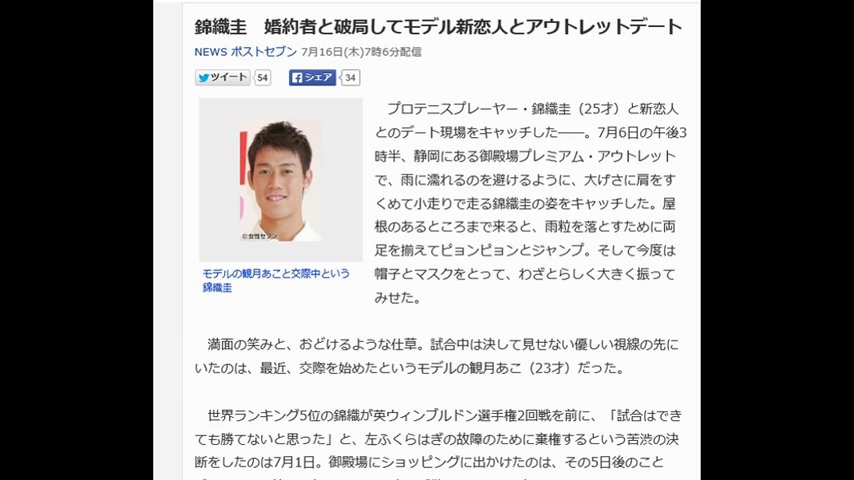 錦織圭　婚約者と破局してモデル新恋人とアウトレットデート
NEWS ポストセブン 7月16日(木)7時6分配信
ツイート 54 シェア 34
プロテニスプレーヤー・錦織圭（25才）と新恋人
とのデート現場をキャッチした――。7月6日の午後3
時半、静岡にある御殿場プレミアム・アウトレット
で、雨に濡れるのを避けるように、大げさに肩をす
くめて小走りで走る錦織圭の姿をキャッチした。屋
根のあるところまで来ると、雨粒を落とすために両
足を揃えてピョンピョンとジャンプ。そして今度は
帽子とマスクをとって、わざとらしく大きく振って
みせた。
©女性セブン
モデルの観月あこと交際中という
錦織圭
満面の笑みと、おどけるような仕草。試合中は決して見せない優しい視線の先に
いたのは、最近、交際を始めたというモデルの観月あこ（23才）だった。
世界ランキング5位の錦織が英ウィンブルドン選手権2回戦を前に、「試合はでき
ても勝てないと思った」と、左ふくらはぎの故障のために棄権するという苦渋の決
断をしたのは7月1日。御殿場にショッピングに出かけたのは、その5日後のこと